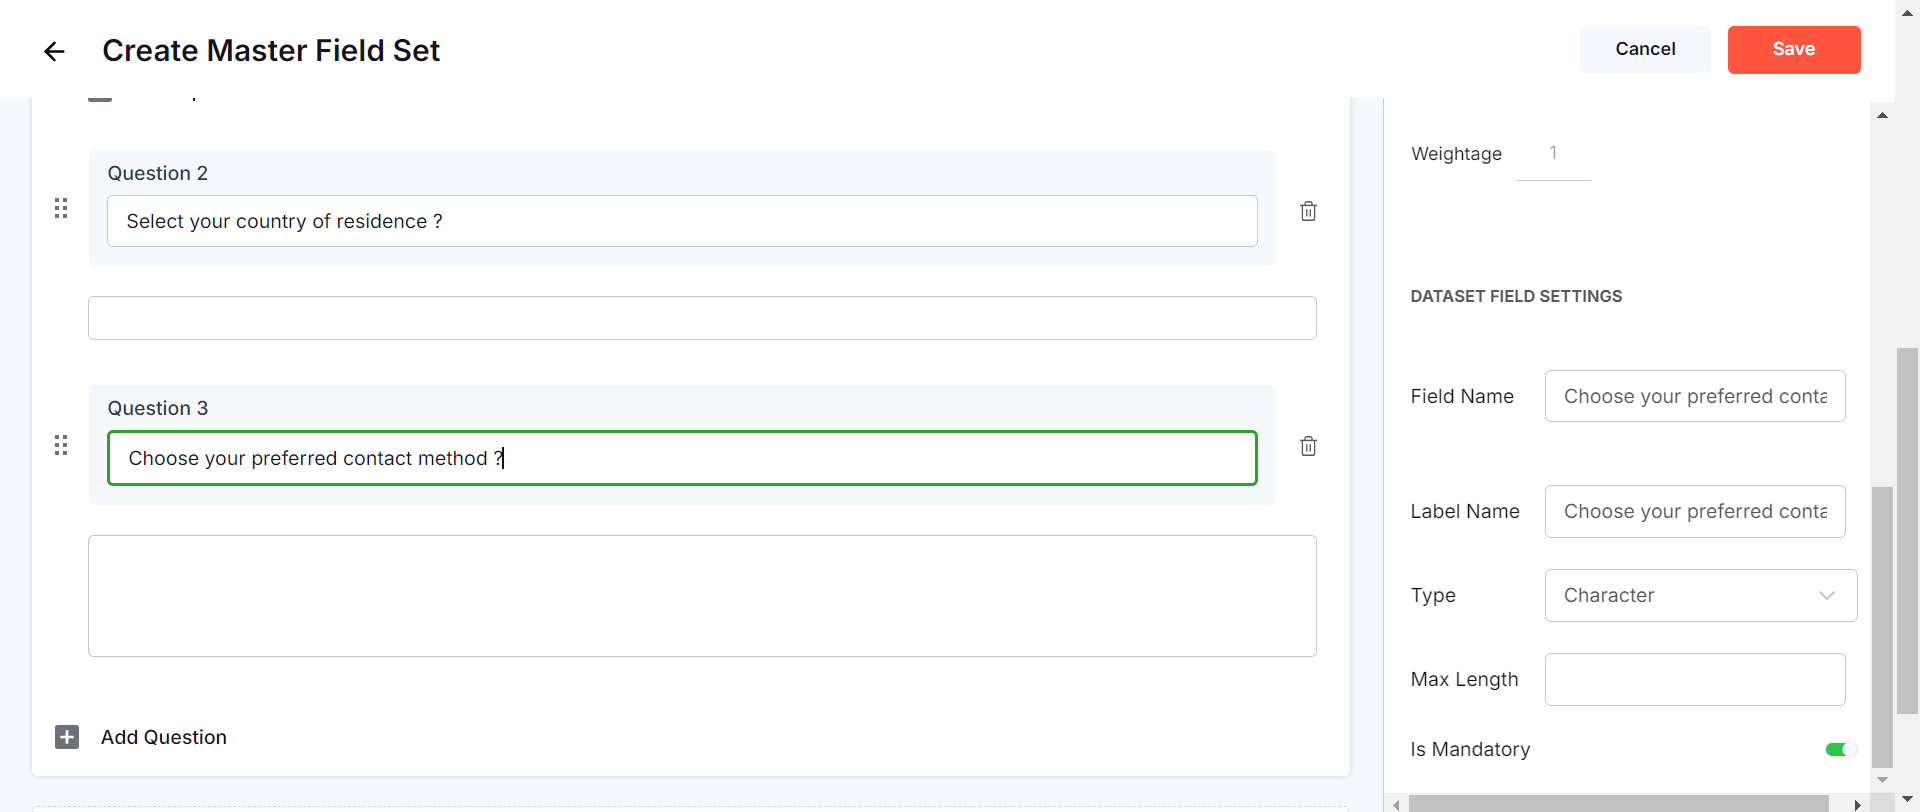 Create Master Field Set
Cancel
Save
Question 2
Select your country of residence ?
Question 3
Choose your preferred contact method ?
Add Question
Weightage 1
DATASET FIELD SETTINGS
Field Name Choose your preferred conta
Label Name Choose your preferred conta
Type Character
Max Length
Is Mandatory